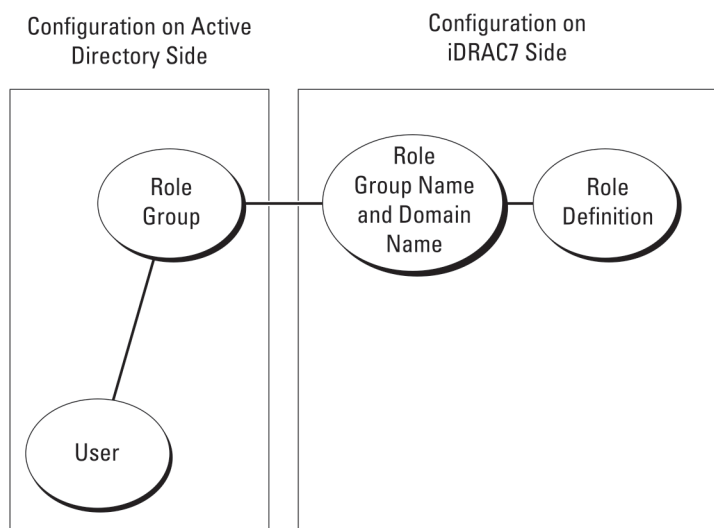 Configuration on Active
Directory Side
Configuration on
iDRAC7 Side
Role
Group
Role
Group Name
and Domain
Name
Role
Definition
User